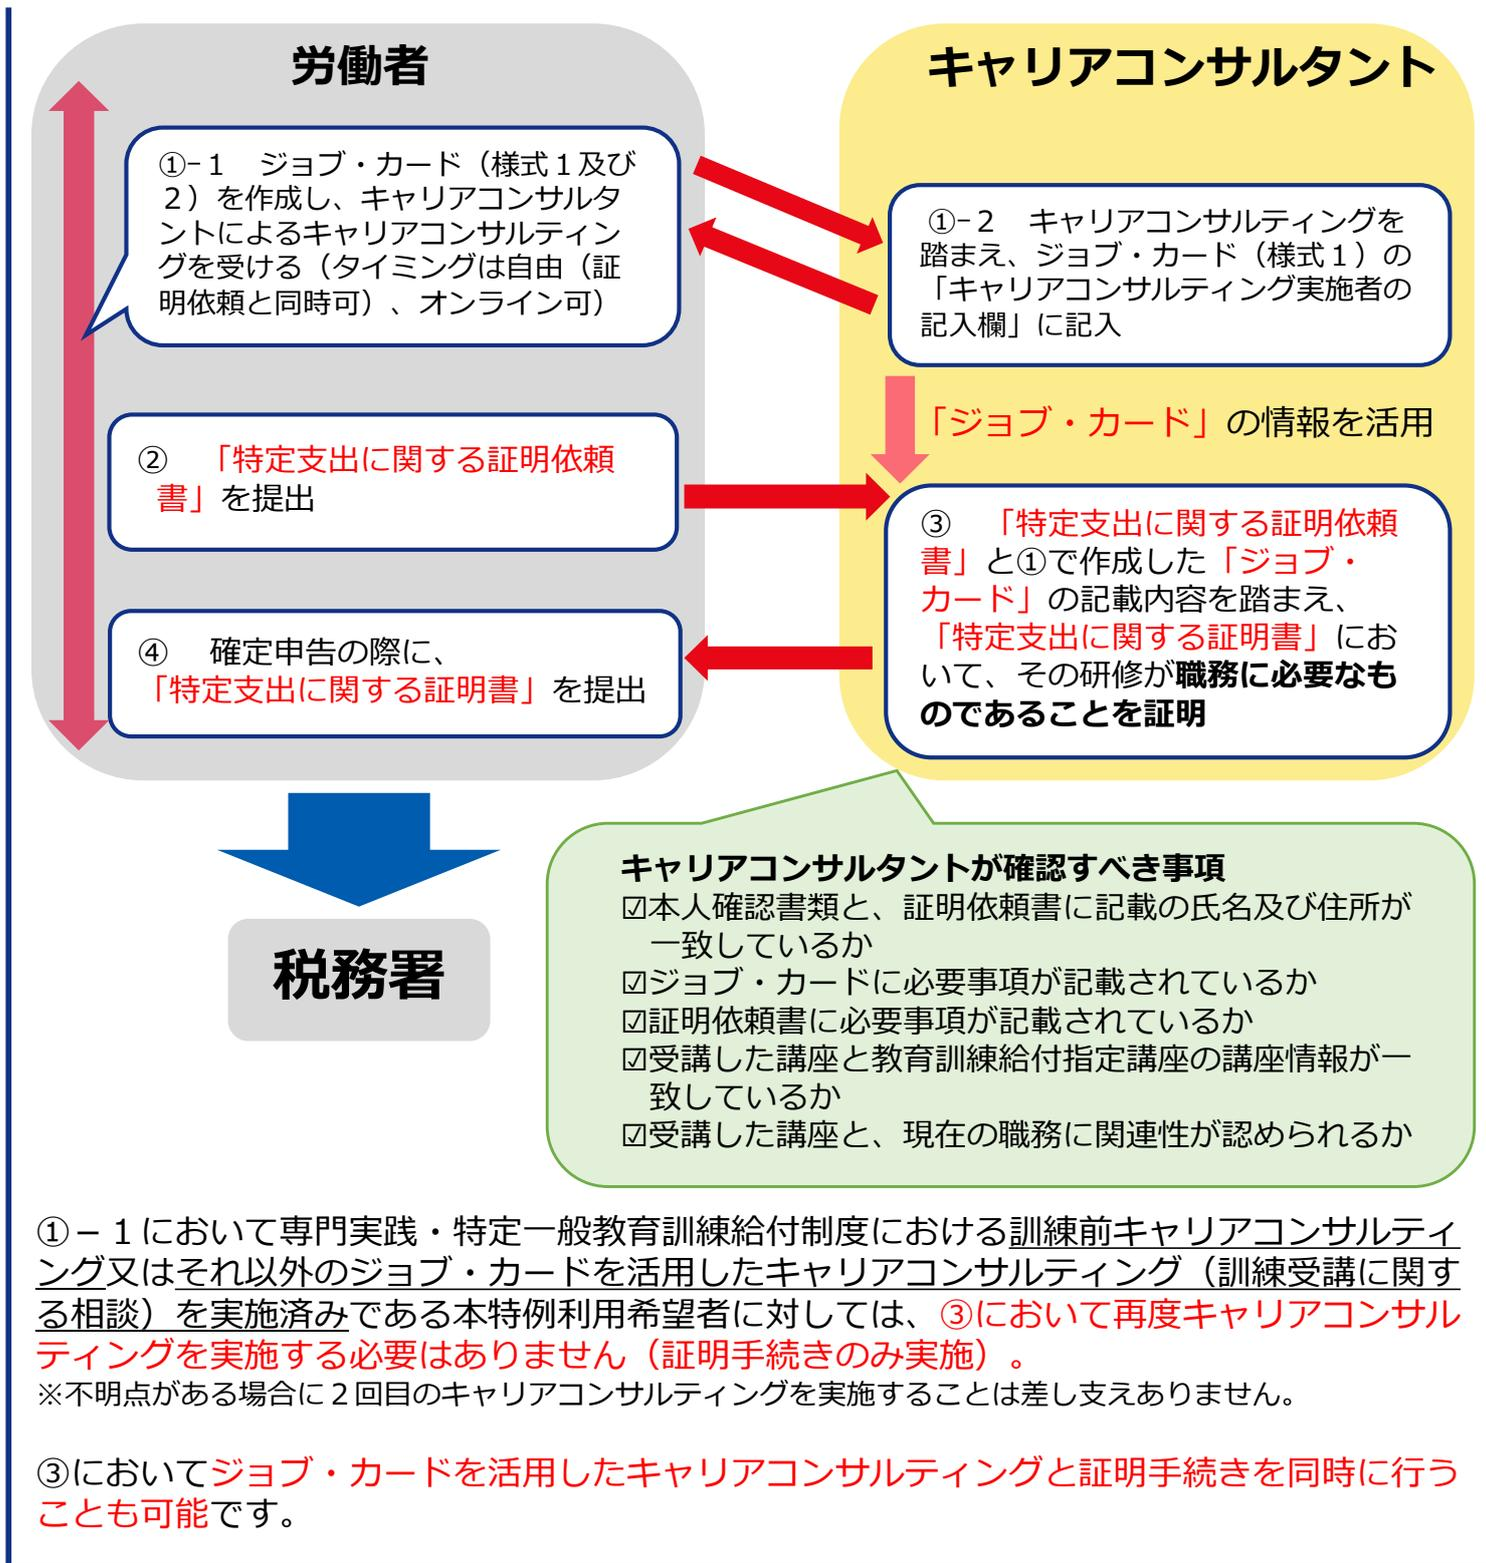 労働者
①-1　ジョブ・カード（様式1及び
2）を作成し、キャリアコンサルタ
ントによるキャリアコンサルティン
グを受ける（タイミングは自由（証
明依頼と同時可）、オンライン可）
②　「特定支出に関する証明依頼
書」を提出
④　確定申告の際に、
「特定支出に関する証明書」を提出
キャリアコンサルタント
①-2　キャリアコンサルティングを
踏まえ、ジョブ・カード（様式1）の
「キャリアコンサルティング実施者の
記入欄」に記入
「ジョブ・カード」の情報を活用
③　「特定支出に関する証明依頼
書」と①で作成した「ジョブ・
カード」の記載内容を踏まえ、
「特定支出に関する証明書」にお
いて、その研修が職務に必要なも
のであることを証明
税務署
キャリアコンサルタントが確認すべき事項
☑本人確認書類と、証明依頼書に記載の氏名及び住所が
一致しているか
☑ジョブ・カードに必要事項が記載されているか
☑証明依頼書に必要事項が記載されているか
☑受講した講座と教育訓練給付指定講座の講座情報が一
致しているか
☑受講した講座と、現在の職務に関連性が認められるか
①－１において専門実践・特定一般教育訓練給付制度における訓練前キャリアコンサルティ
ング又はそれ以外のジョブ・カードを活用したキャリアコンサルティング（訓練受講に関す
る相談）を実施済みである本特例利用希望者に対しては、③において再度キャリアコンサル
ティングを実施する必要はありません（証明手続きのみ実施）。
※不明点がある場合に２回目のキャリアコンサルティングを実施することは差し支えありません。
③においてジョブ・カードを活用したキャリアコンサルティングと証明手続きを同時に行う
ことも可能です。